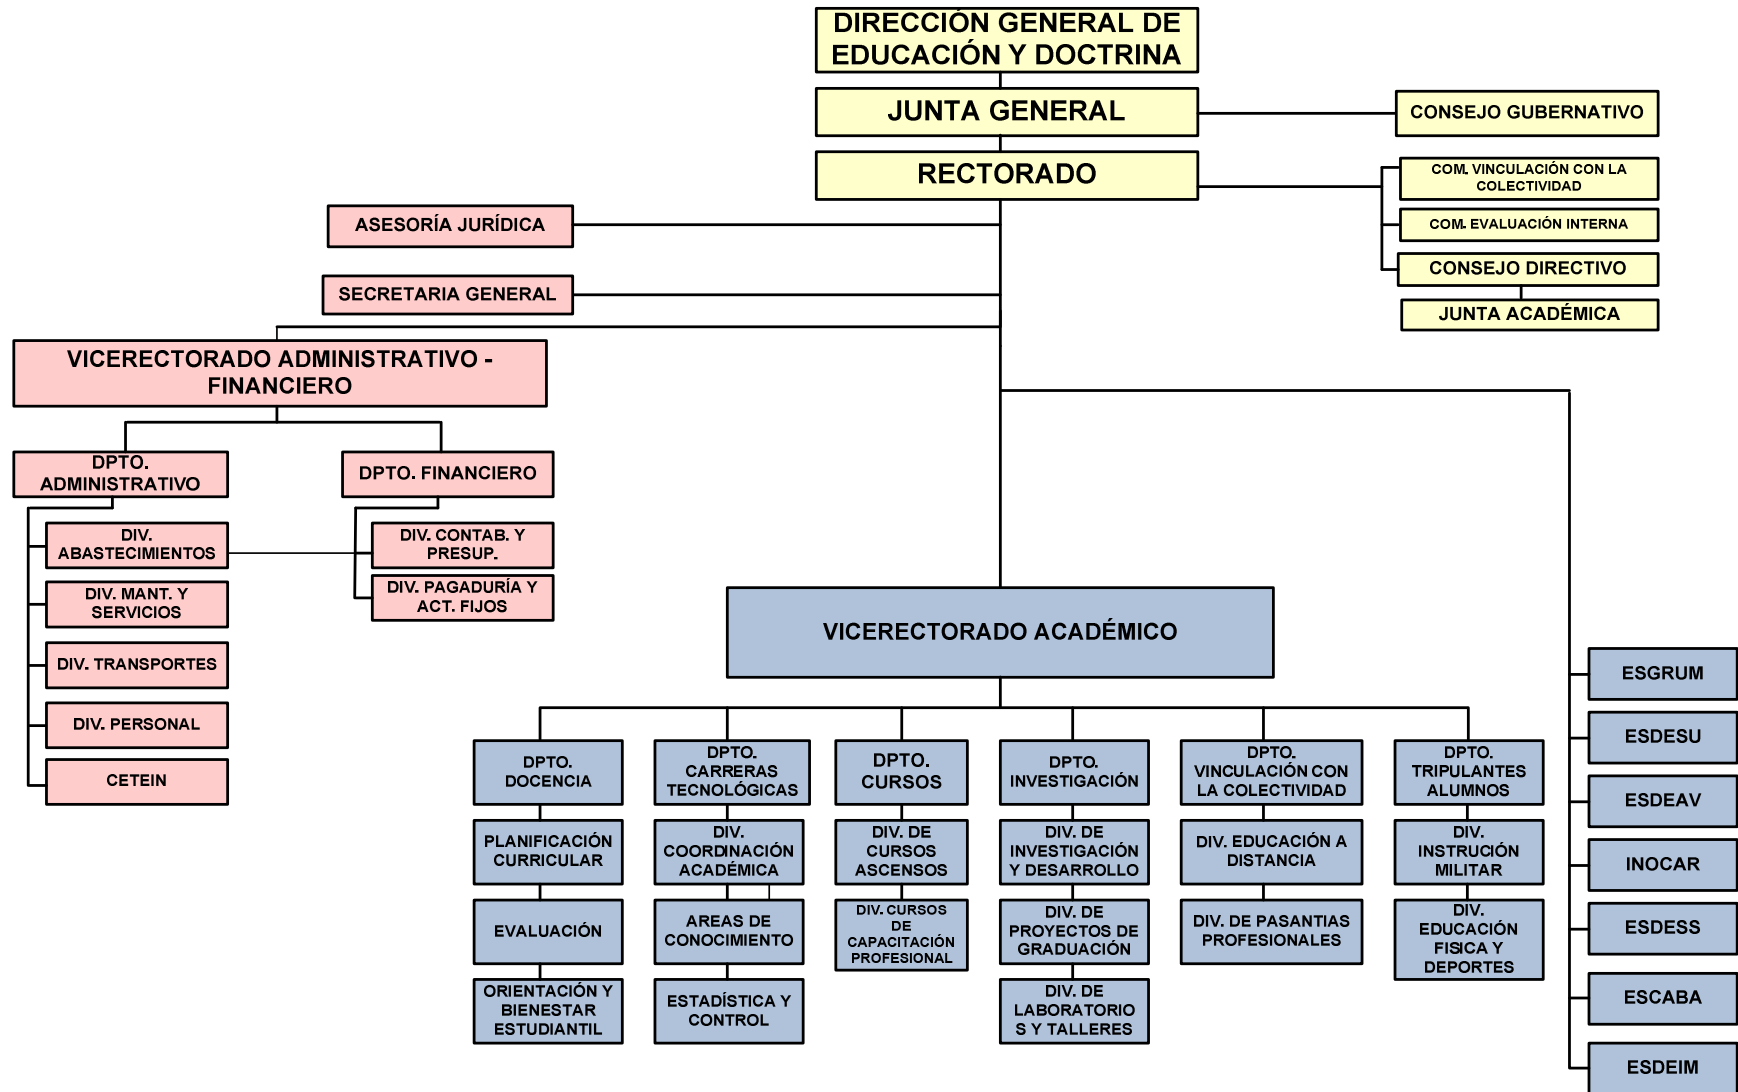 DIRECCIÓN GENERAL DE
EDUCACIÓN Y DOCTRINA
JUNTA GENERAL
CONSEJO GUBERNATIVO
RECTORADO
COM. VINCULACIÓN CON LA
COLECTIVIDAD
ASESORÍA JURÍDICA
COM. EVALUACIÓN INTERNA
CONSEJO DIRECTIVO
SECRETARIA GENERAL
JUNTA ACADÉMICA
VICERECTORADO ADMINISTRATIVO -
FINANCIERO
DPTO.
ADMINISTRATIVO
DPTO. FINANCIERO
DIV.
ABASTECIMIENTOS
DIV. CONTAB. Y
PRESUP.
DIV. MANT. Y
SERVICIOS
DIV. PAGADURÍA Y
ACT. FIJOS
DIV. TRANSPORTES
DIV. PERSONAL
CETEIN
VICERECTORADO ACADÉMICO
DPTO.
DOCENCIA
DPTO.
CARRERAS
TECNOLÓGICAS
DPTO.
CURSOS
DPTO.
INVESTIGACIÓN
DPTO.
VINCULACIÓN CON
LA COLECTIVIDAD
DPTO.
TRIPULANTES
ALUMNOS
PLANIFICACIÓN
CURRICULAR
DIV.
COORDINACIÓN
ACADÉMICA
DIV. DE
CURSOS
ASCENSOS
DIV. DE
INVESTIGACIÓN
Y DESARROLLO
DIV. EDUCACIÓN A
DISTANCIA
DIV.
INSTRUCIÓN
MILITAR
EVALUACIÓN
AREAS DE
CONOCIMIENTO
DIV. CURSOS
DE
CAPACITACIÓN
PROFESIONAL
DIV. DE
PROYECTOS DE
GRADUACIÓN
DIV. DE PASANTIAS
PROFESIONALES
DIV.
EDUCACIÓN
FISICA Y
DEPORTES
ORIENTACIÓN Y
BIENESTAR
ESTUDIANTIL
ESTADÍSTICA Y
CONTROL
DIV. DE
LABORATORIO
S Y TALLERES
ESGRUM
ESDESU
ESDEAV
INOCAR
ESDESS
ESCABA
ESDEIM